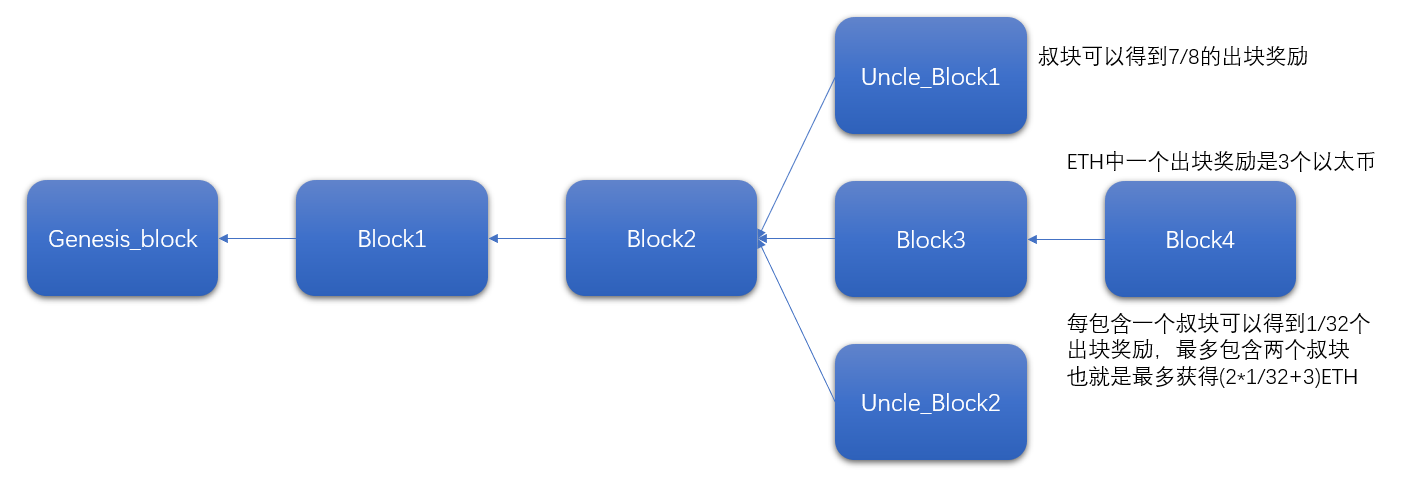 Uncle_Block1
叔块可以得到7/8的出块奖励
ETH中一个出块奖励是3个以太币
Genesis_block
Block1
Block2
Block3
Block4
每包含一个叔块可以得到1/32个
出块奖励，最多包含两个叔块
也就是最多获得(2*1/32+3)ETH
Uncle_Block2